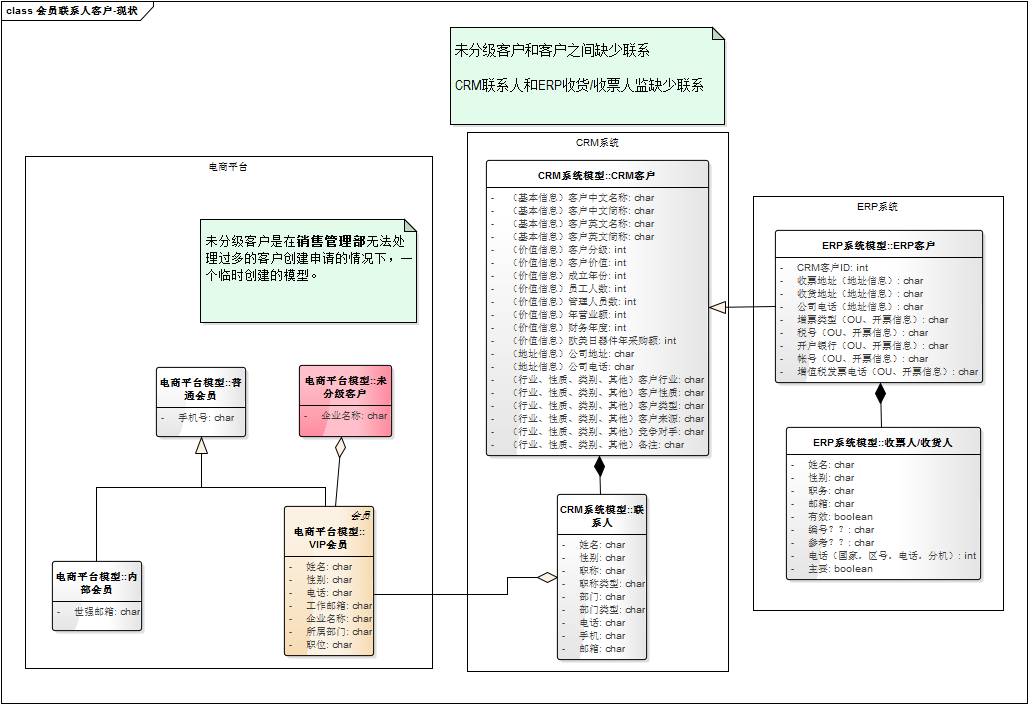 class 会员联系人客户-现状
未分级客户和客户之间缺少联系
CRM联系人和ERP收货/收票人监缺少联系
电商平台
未分级客户是在销售管理部无法处
理过多的客户创建申请的情况下，一
个临时创建的模型。
电商平台模型::普
通会员
- 手机号: char
电商平台模型::未
分级客户
- 企业名称: char
会员
电商平台模型::
VIP会员
- 姓名: char
- 性别: char
- 电话: char
- 工作邮箱: char
- 企业名称: char
- 所属部门: char
- 职位: char
电商平台模型::内
部会员
- 世强邮箱: char
CRM系统
CRM系统模型::CRM客户
- （基本信息）客户中文名称: char
- （基本信息）客户中文简称: char
- （基本信息）客户英文名称: char
- （基本信息）客户英文简称: char
- （价值信息）客户分级: int
- （价值信息）客户价值: int
- （价值信息）成立年份: int
- （价值信息）员工人数: int
- （价值信息）管理人员数: int
- （价值信息）年营业额: int
- （价值信息）财务年度: int
- （价值信息）欧美日器件年采购额: int
- （地址信息）公司地址: char
- （地址信息）公司电话: char
- （行业、性质、类别、其他）客户行业: char
- （行业、性质、类别、其他）客户性质: char
- （行业、性质、类别、其他）客户类型: char
- （行业、性质、类别、其他）客户来源: char
- （行业、性质、类别、其他）竞争对手: char
- （行业、性质、类别、其他）备注: char
CRM系统模型::联
系人
- 姓名: char
- 性别: char
- 职称: char
- 职称类型: char
- 部门: char
- 部门类型: char
- 电话: char
- 手机: char
- 邮箱: char
ERP系统
ERP系统模型::ERP客户
- CRM客户ID: int
- 收票地址（地址信息）: char
- 收货地址（地址信息）: char
- 公司电话（地址信息）: char
- 增票类型（OU、开票信息）: char
- 税号（OU、开票信息）: char
- 开户银行（OU、开票信息）: char
- 帐号（OU、开票信息）: char
- 增值税发票电话（OU、开票信息）: char
ERP系统模型::收票人/收货人
- 姓名: char
- 性别: char
- 职务: char
- 邮箱: char
- 有效: boolean
- 编号？？: char
- 参考？？: char
- 电话（国家，区号，电话，分机）: int
- 主要: boolean